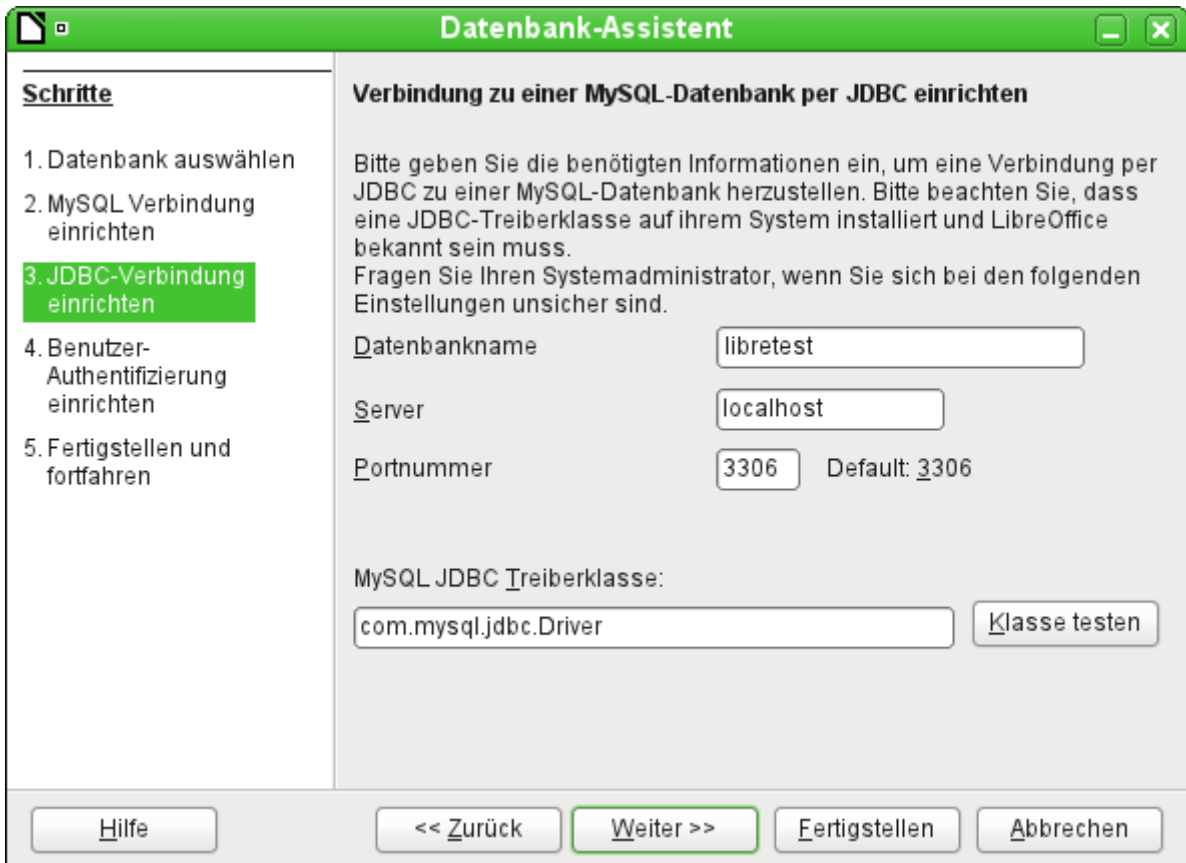 Datenbank-Assistent
Schritte
1. Datenbank auswählen
2. MySQL Verbindung
einrichten
3. JDBC-Verbindung
einrichten
4. Benutzer-
Authentifizierung
einrichten
5. Fertigstellen und
fortfahren
Verbindung zu einer MySQL-Datenbank per JDBC einrichten
Bitte geben Sie die benötigten Informationen ein, um eine Verbindung per
JDBC zu einer MySQL-Datenbank herzustellen. Bitte beachten Sie, dass
eine JDBC-Treiberklasse auf ihrem System installiert und LibreOffice
bekannt sein muss.
Fragen Sie Ihren Systemadministrator, wenn Sie sich bei den folgenden
Einstellungen unsicher sind.
Datenbankname libretest
Server localhost
Portnummer 3306 Default: 3306
MySQL JDBC Treiberklasse:
com.mysql.jdbc.Driver Klasse testen
Hilfe << Zurück Weiter >> Fertigstellen Abbrechen